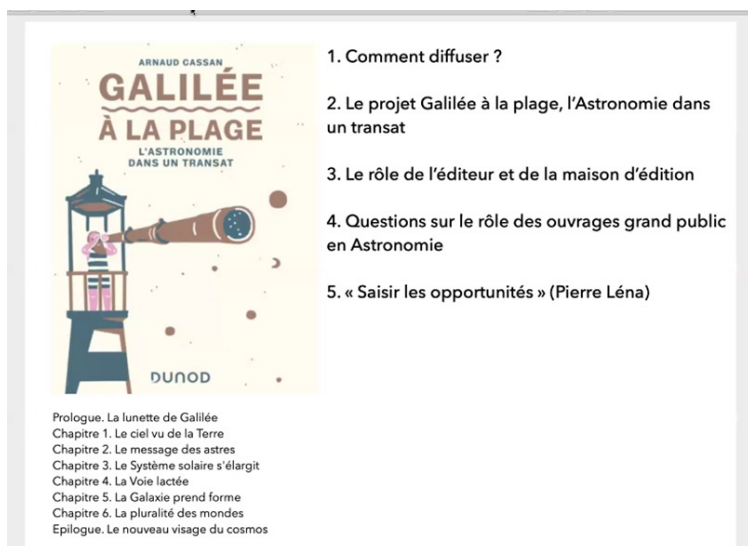 ARNAUD CASSAN
GALILÉE
À LA PLAGE
L'ASTRONOMIE
DANS UN TRANSAT
DUNOD
Prologue. La lunette de Galilée
Chapitre 1. Le ciel vu de la Terre
Chapitre 2. Le message des astres
Chapitre 3. Le Système solaire s'élargit
Chapitre 4. La Voie lactée
Chapitre 5. La Galaxie prend forme
Chapitre 6. La pluralité des mondes
Epilogue. Le nouveau visage du cosmos
1. Comment diffuser ?
2. Le projet Galilée à la plage, l’Astronomie dans
un transat
3. Le rôle de l’éditeur et de la maison d’édition
4. Questions sur le rôle des ouvrages grand public
en Astronomie
5. « Saisir les opportunités » (Pierre Léna)